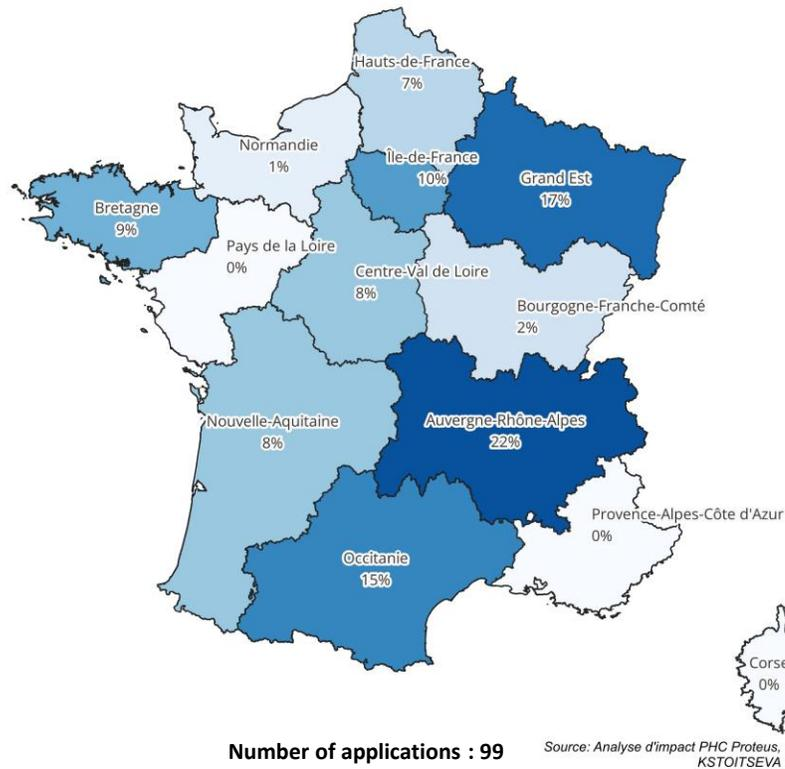 Hauts-de-France
7%
Normandie
1%
Île-de-France
10%
Grand Est
17%
Bretagne
9%
Pays de la Loire
0%
Centre-Val de Loire
8%
Bourgogne-Franche-Comté
2%
Nouvelle-Aquitaine
8%
Auvergne-Rhône-Alpes
22%
Provence-Alpes-Côte d'Azur
0%
Occitanie
15%
Corse
0%
Number of applications : 99
Source: Analyse d'impact PHC Proteus,
KSTOITSEVA